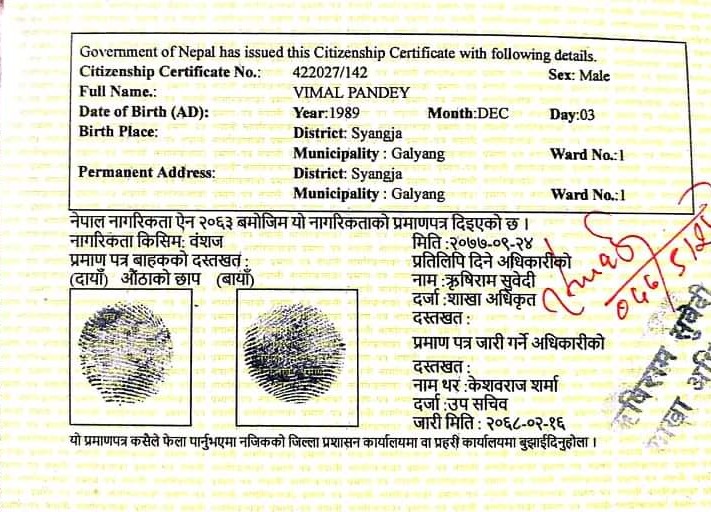 Government of Nepal has issued this Citizenship Certificate with following details.
Citizenship Certificate No.: 422027/142 Sex: Male
Full Name.: VIMAL PANDEY
Date of Birth (AD): Year:1989 Month:DEC Day:03
Birth Place: District: Syangja
Municipality : Galyang Ward No.:1
Permanent Address: District: Syangja
Municipality : Galyang Ward No.:1
नेपाल नागरिकता ऐन २०६३ बमोजिम यो नागरिकताको प्रमाणपत्र दिइएको छ ।
नागरिकता किसिम: वंशज
प्रमाण पत्र बाहकको दस्तखत :
(दायाँ) औंठाको छाप (बायाँ)
मिति :२०७७-०९-२४
प्रतिलिपि दिने अधिकारीको
नाम :ऋषिराम सुवेदी
दर्जा :शाखा अधिकृत
दस्तखत :
प्रमाण पत्र जारी गर्ने अधिकारीको
दस्तखत :
नाम थर :केशवराज शर्मा
दर्जा :उप सचिव
जारी मिति : २०६८-०२-१६
ऋषिराम सुवेदी
शाखा
यो प्रमाणपत्र कसैले फेला पार्नुभएमा नजिकको जिल्ला प्रशासन कार्यालयमा वा प्रहरी कार्यालयमा बुझाईदिनुहोला ।